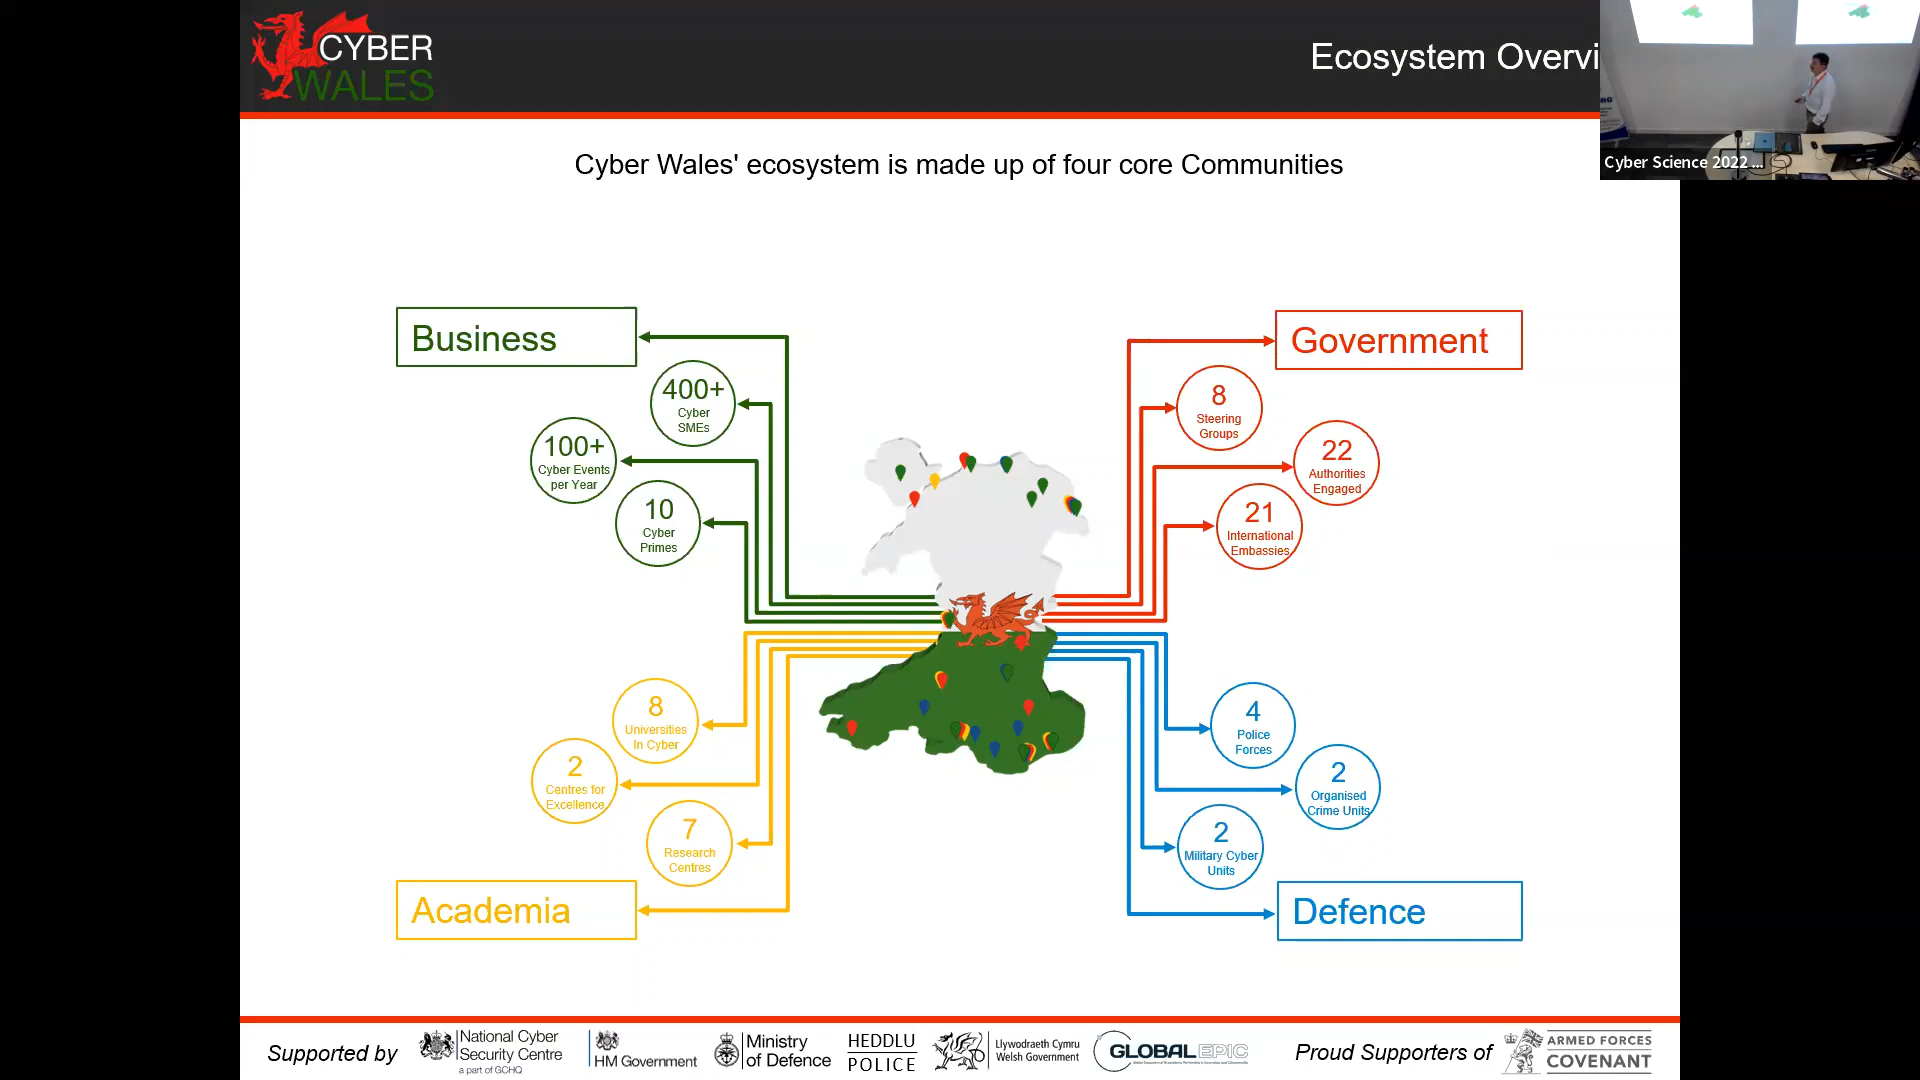 CYBER
WALES
Ecosystem Overvi
Cyber Science 2022 ...
Cyber Wales' ecosystem is made up of four core Communities
Business
400+
Cyber
SMEs
100+
Cyber Events
per Year
10
Cyber
Primes
Government
8
Steering
Groups
22
Authorities
Engaged
21
International
Embassies
8
Universities
In Cyber
2
Centres for
Excellence
7
Research
Centres
Academia
4
Police
Forces
2
Organised
Crime Units
2
Military Cyber
Units
Defence
Supported by
National Cyber
Security Centre
a part of GCHQ
HM Government
Ministry
of Defence
HEDDLU
POLICE
Llywodraeth Cymru
Welsh Government
GLOBAL EPIC
Proud Supporters of
ARMED FORCES
COVENANT